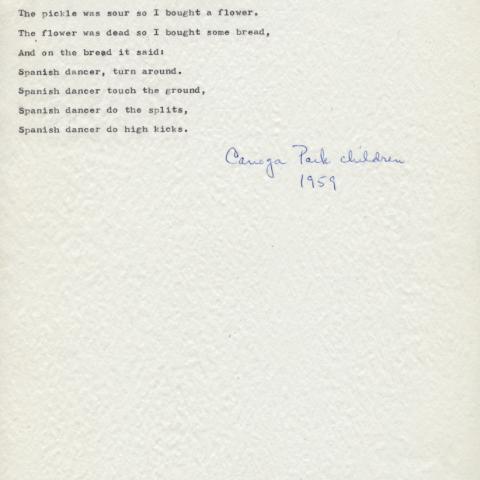 The pickle was sour so I bought a flower.
The flower was dead so I bought some bread,
And on the bread it said:
Spanish dancer, turn around.
Spanish dancer touch the ground,
Spanish dancer do the splits,
Spanish dancer do high kicks.
Canoga Park children
1959